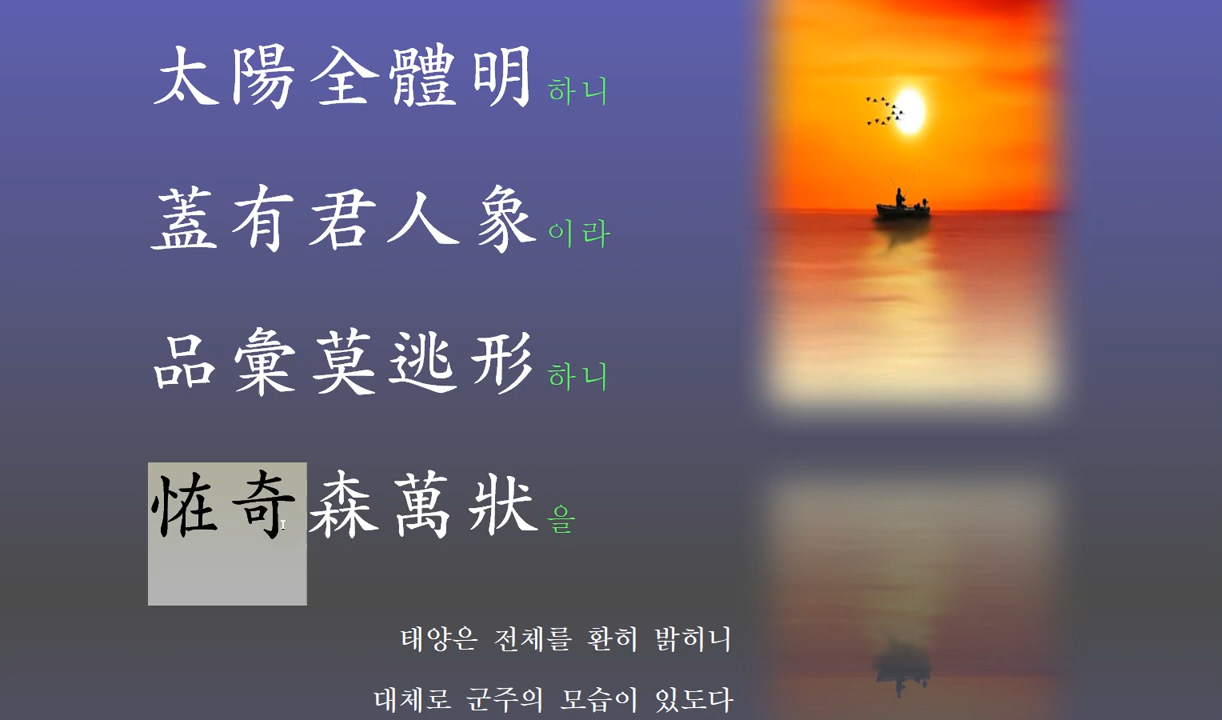 太陽全體明 하니
蓋有君人象 이라
品彙莫逃形 하니
恠奇森萬狀 을
태양은 전체를 환히 밝히니
대체로 군주의 모습이 있도다